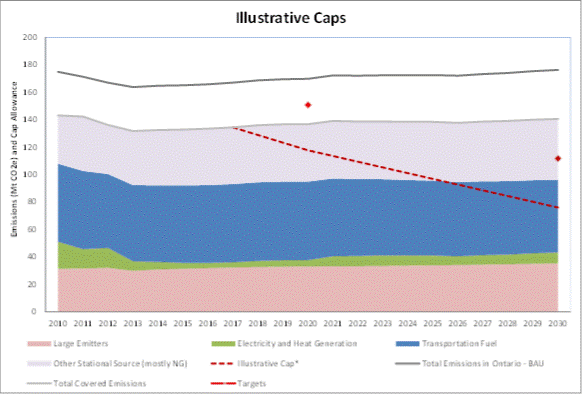 Illustrative Caps
Emissions (Mt CO2e) and Cap Allowance
200
180
160
140
120
100
80
60
40
20
0
2010 2011 2012 2013 2014 2015 2016 2017 2018 2019 2020 2021 2022 2023 2024 2025 2026 2027 2028 2029 2030
Large Emitters Electricity and Heat Generation Transportation Fuel
Other Stational Source (mostly NG) Illustrative Cap* Total Emissions in Ontario - BAU
Total Covered Emissions Targets